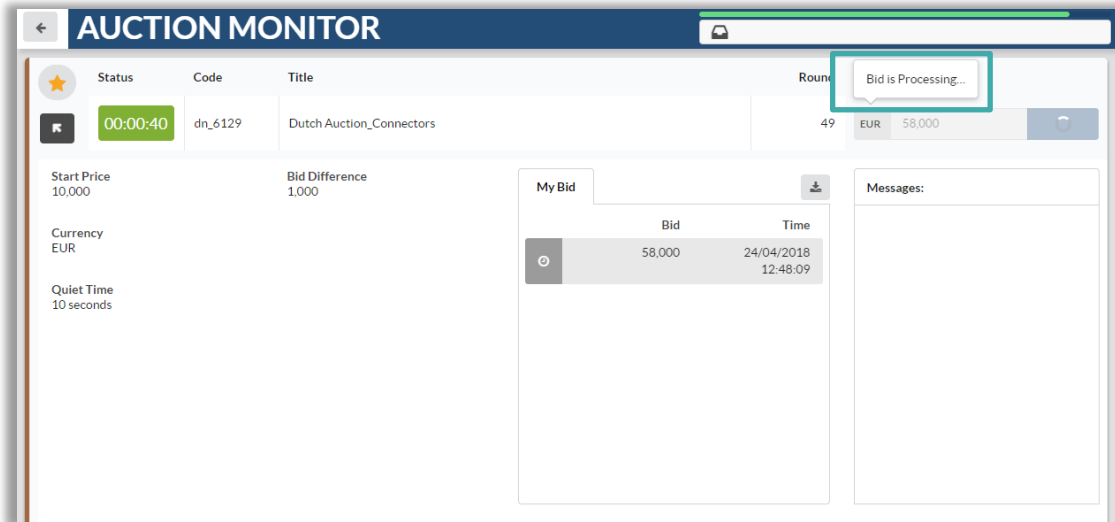 AUCTION MONITOR
Status Code Title Round
Bid is Processing...
00:00:40 dn_6129 Dutch Auction_Connectors 49 EUR 58,000
Start Price Bid Difference
10,000 1,000
Currency
EUR
Quiet Time
10 seconds
My Bid
Bid Time
58,000 24/04/2018
12:48:09
Messages: